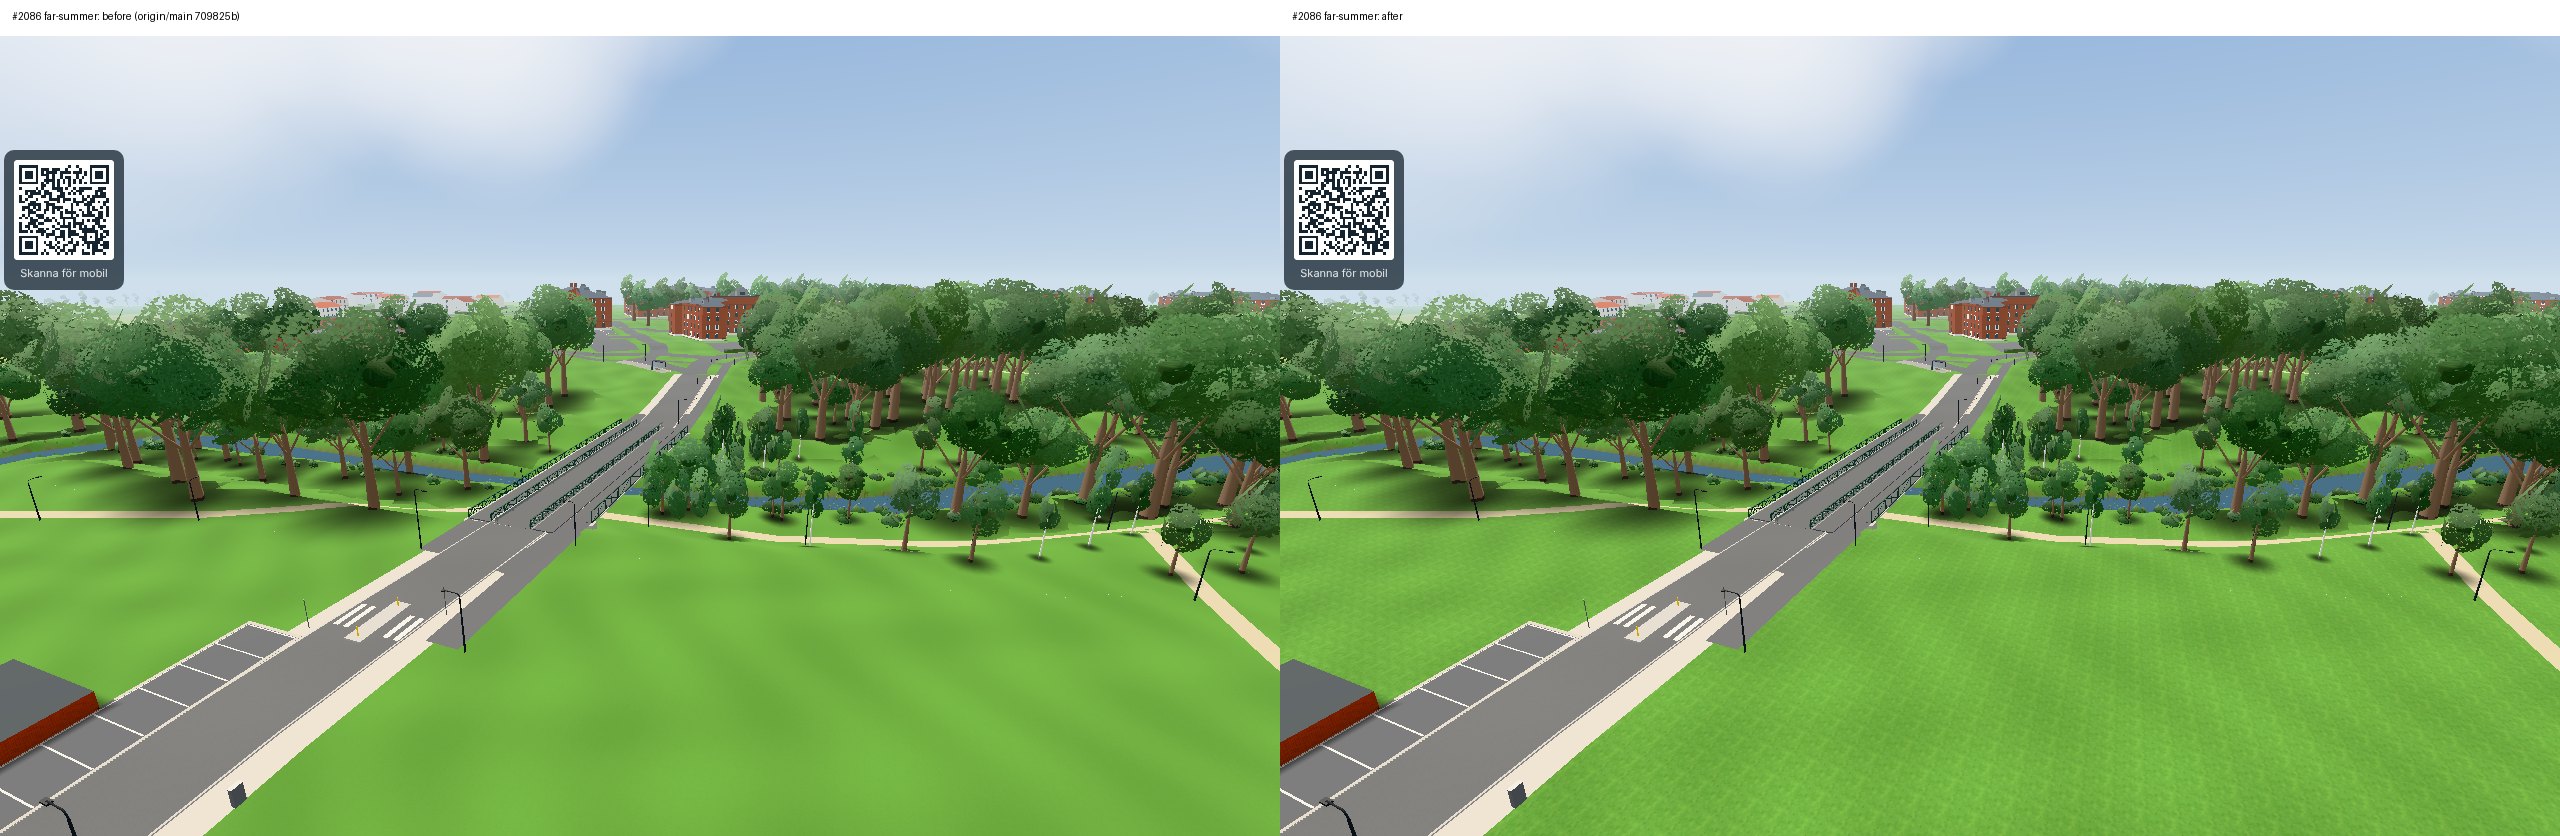 #2086 far-summer: before (origin/main 709825b)
#2086 far-summer: after
Skanna för mobil
Skanna för mobil